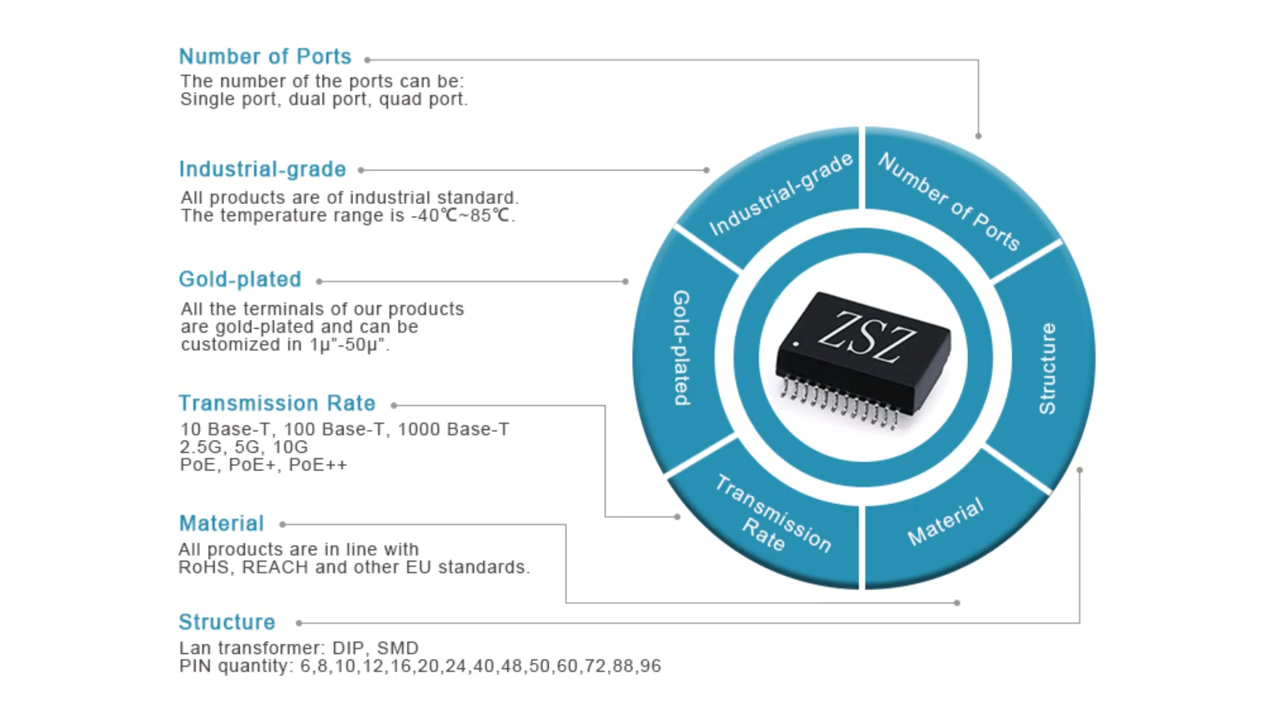 Number of Ports
The number of the ports can be:
Single port, dual port, quad port.
Industrial-grade
All products are of industrial standard.
The temperature range is -40℃~85℃.
Gold-plated
All the terminals of our products
are gold-plated and can be
customized in 1μ"-50μ".
Transmission Rate
10 Base-T, 100 Base-T, 1000 Base-T
2.5G, 5G, 10G
PoE, PoE+, PoE++
Material
All products are in line with
RoHS, REACH and other EU standards.
Structure
Lan transformer: DIP, SMD
PIN quantity: 6,8,10,12,16,20,24,40,48,50,60,72,88,96
Industrial-grade
Number of Ports
Gold-plated
ZSZ
Structure
Transmission
Rate
Material